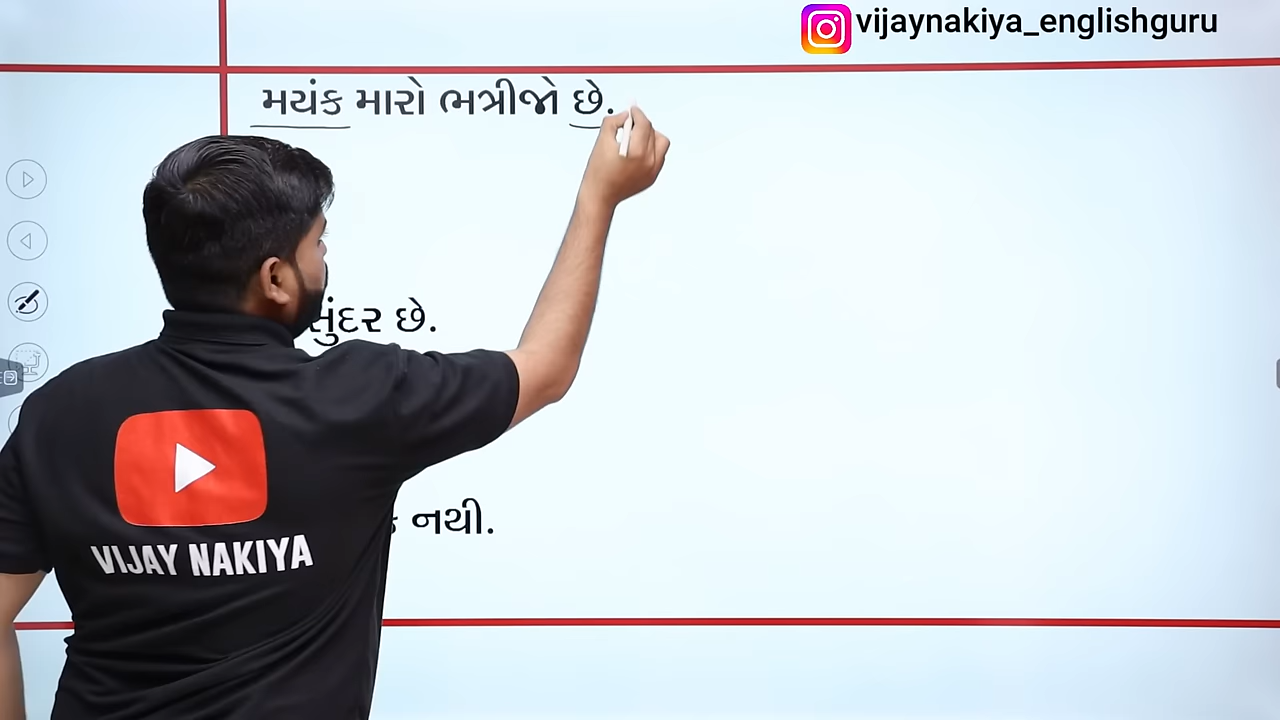 vijaynakiya_englishguru
મયંક મારો ભત્રીજો છે.
સુંદર છે.
નથી.
VIJAY NAKIYA